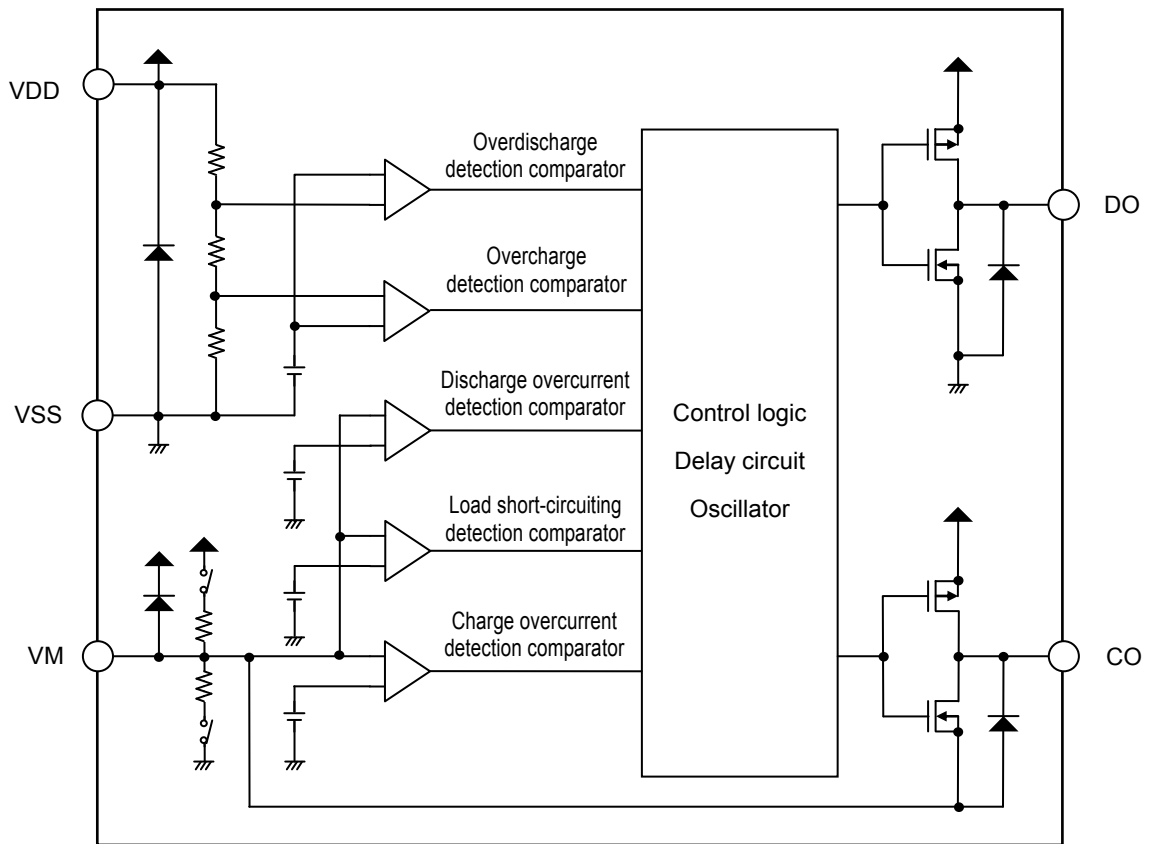 VDD
VSS
VM
Overdischarge
detection comparator
Overcharge
detection comparator
Discharge overcurrent
detection comparator
Load short-circuiting
detection comparator
Charge overcurrent
detection comparator
Control logic
Delay circuit
Oscillator
DO
CO